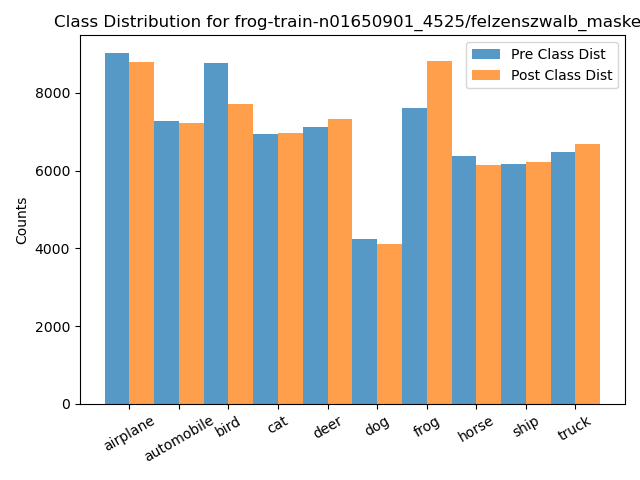 Class Distribution for frog-train-n01650901_4525/felzenszwalb_maske
Pre Class Dist
Post Class Dist
Counts
8000
6000
4000
2000
0
airplane
automobile
bird
cat
deer
dog
frog
horse
ship
truck